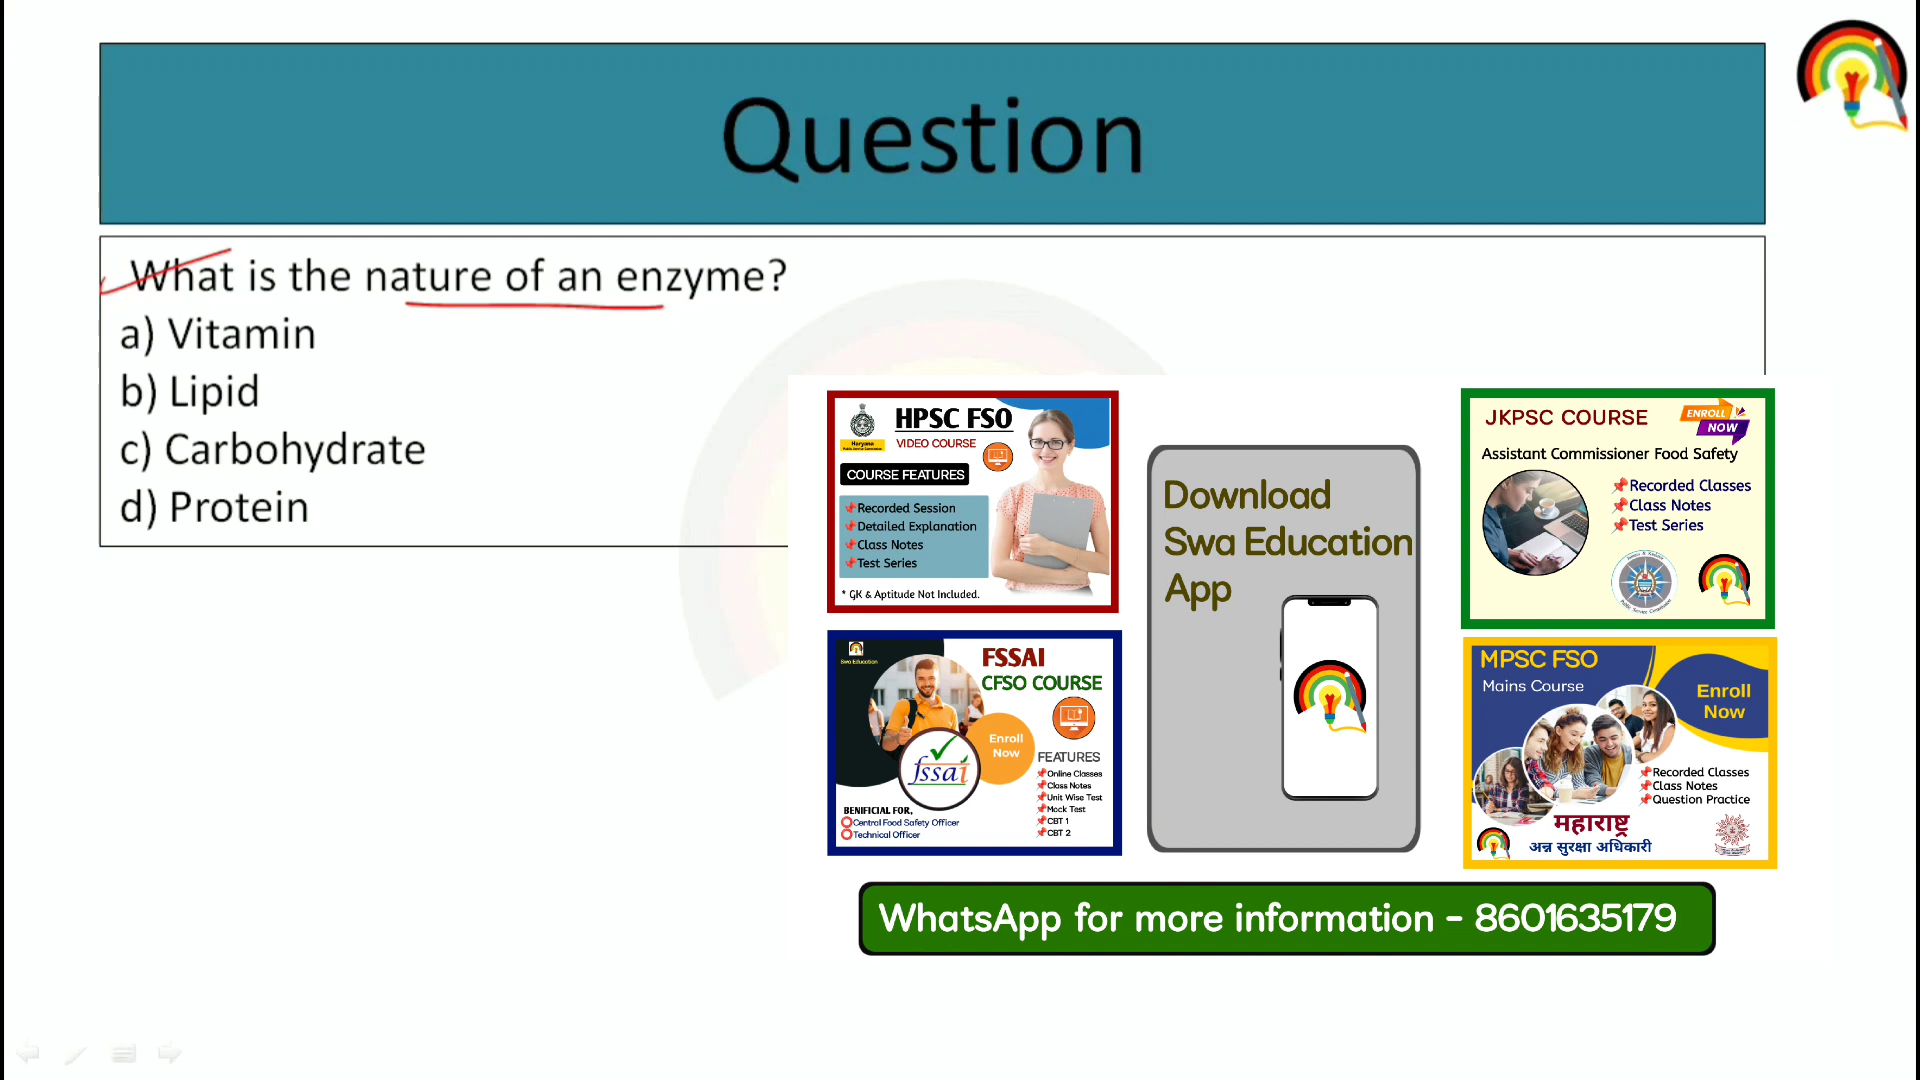 Question
What is the nature of an enzyme?
a) Vitamin
b) Lipid
c) Carbohydrate
d) Protein
HPSC FSO
VIDEO COURSE
Haryana
COURSE FEATURES
📌Recorded Session
📌Detailed Explanation
📌Class Notes
📌Test Series
* GK & Aptitude Not Included.
Swa Education
FSSAI
CFSO COURSE
Enroll
Now
fssai
FEATURES
📌Online Classes
📌Class Notes
📌Unit Wise Test
📌Mock Test
📌CBT 1
📌CBT 2
BENIFICIAL FOR,
Central Food Safety Officer
Technical Officer
Download
Swa Education
App
JKPSC COURSE
ENROLL
NOW
Assistant Commissioner Food Safety
📌Recorded Classes
📌Class Notes
📌Test Series
MPSC FSO
Mains Course
Enroll
Now
📌Recorded Classes
📌Class Notes
📌Question Practice
महाराष्ट्र
अन्न सुरक्षा अधिकारी
WhatsApp for more information - 8601635179